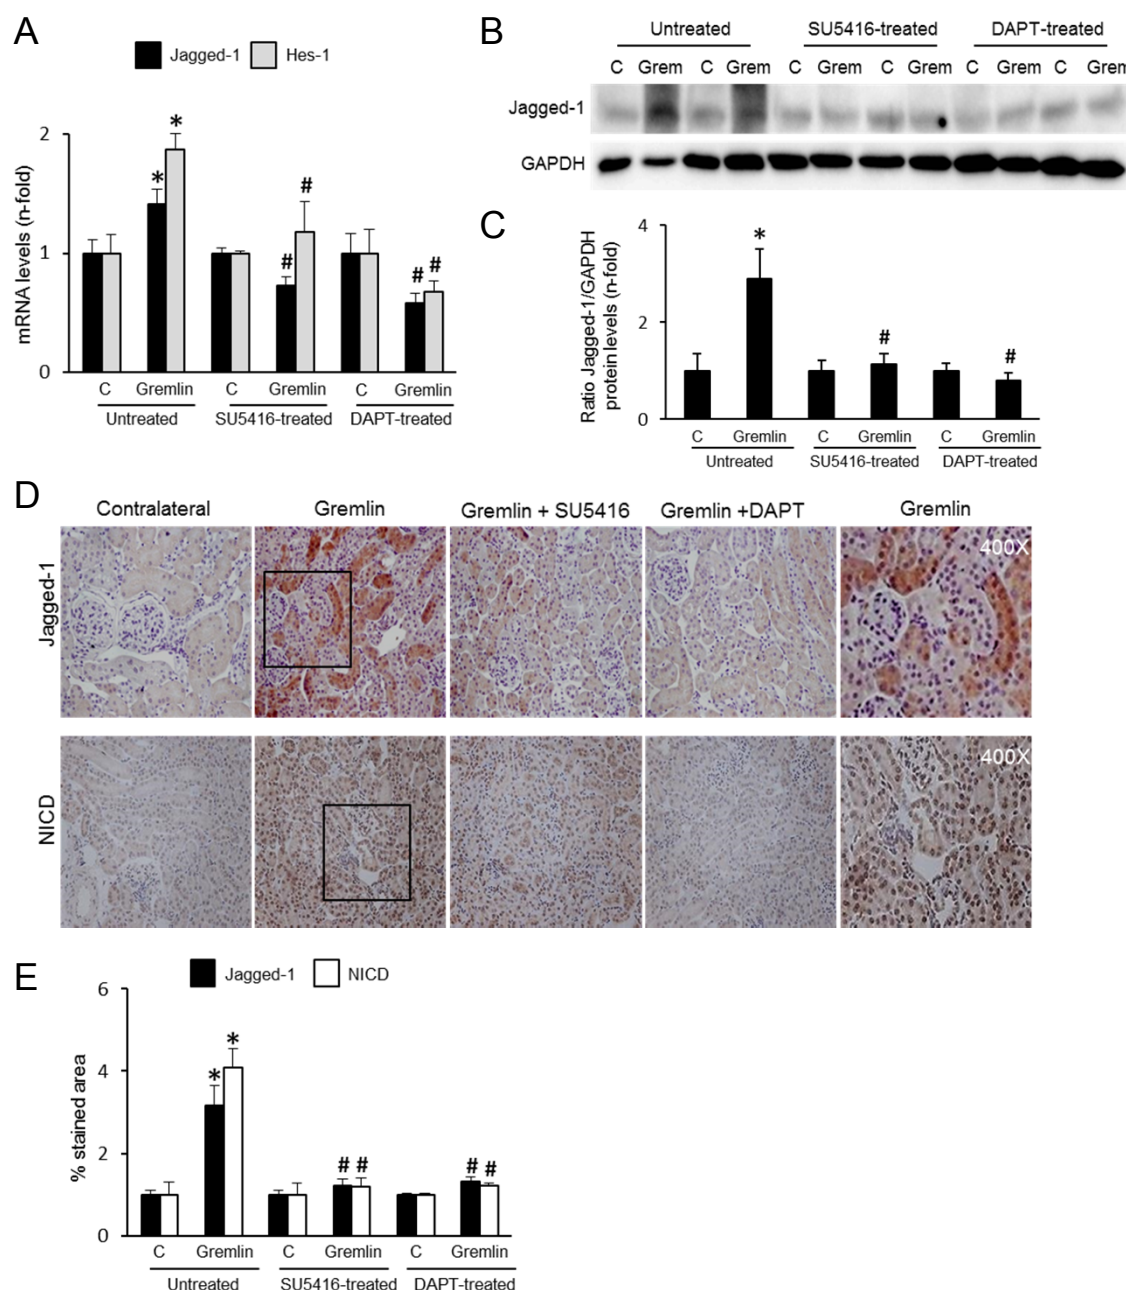 A
Jagged-1 Hes-1
mRNA levels (n-fold)
2
1
0
* * # # # #
C Gremlin C Gremlin C Gremlin
Untreated SU5416-treated DAPT-treated
B
Untreated SU5416-treated DAPT-treated
C Grem C Grem C Grem C Grem C Grem C Grem
Jagged-1
GAPDH
C
Ratio Jagged-1/GAPDH
protein levels (n-fold)
4
2
0
* # #
C Gremlin C Gremlin C Gremlin
Untreated SU5416-treated DAPT-treated
D
Contralateral Gremlin Gremlin + SU5416 Gremlin +DAPT Gremlin
Jagged-1
400X
NICD
400X
E
Jagged-1 NICD
% stained area
6
4
2
0
* * # # # #
C Gremlin C Gremlin C Gremlin
Untreated SU5416-treated DAPT-treated